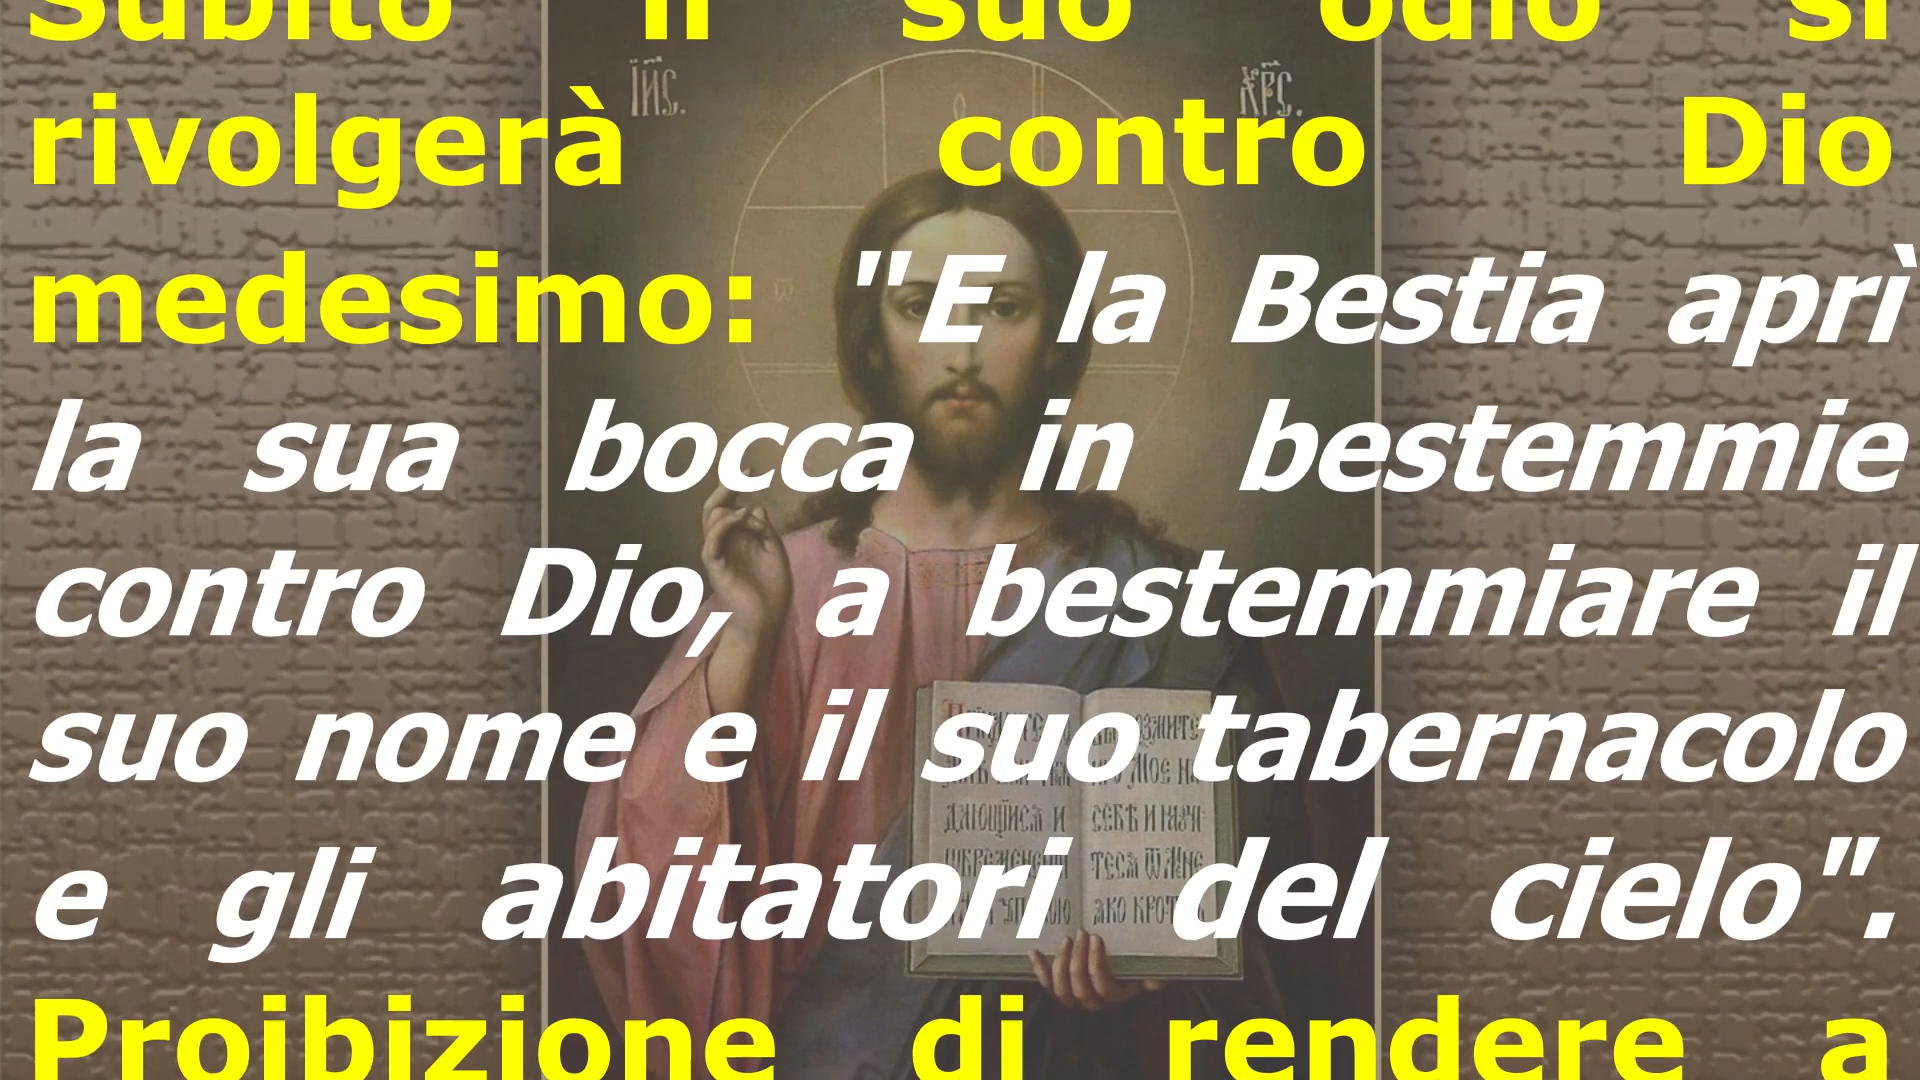 Subito il suo odio si
rivolgerà contro Dio
medesimo: "E la Bestia aprì
la sua bocca in bestemmie
contro Dio, a bestemmiare il
suo nome e il suo tabernacolo
e gli abitatori del cielo".
Proibizione di rendere a